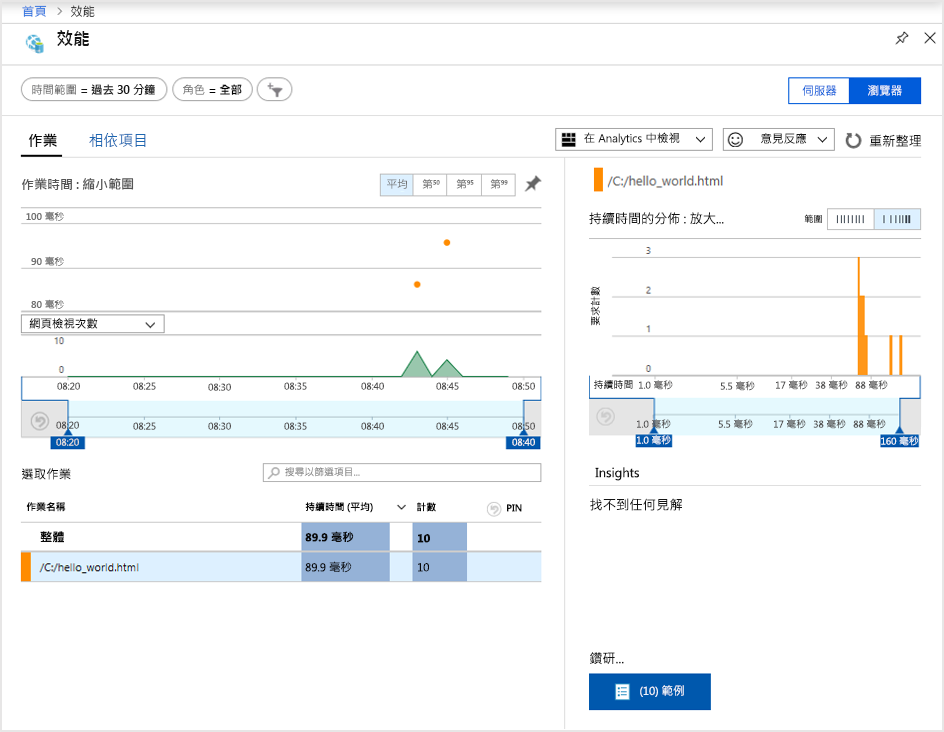 首頁 > 效能
效能
時間範圍 = 過去 30 分鐘
角色 = 全部
伺服器
瀏覽器
作業
相依項目
在 Analytics 中檢視
意見反應
重新整理
作業時間 : 縮小範圍
平均
第50
第95
第99
100 毫秒
90 毫秒
80 毫秒
網頁檢視次數
10
0
08:20 08:25 08:30 08:35 08:40 08:45 08:50
08:20 08:25 08:30 08:35 08:40 08:45 08:50
08:20
08:40
選取作業
搜尋以篩選項目...
作業名稱 持續時間 (平均) 計數 PIN
整體 89.9 毫秒 10
/C:/hello_world.html 89.9 毫秒 10
/C:/hello_world.html
持續時間的分佈 : 放大...
範圍
要求計數
3
2
1
0
持續時間 1.0 毫秒 5.5 毫秒 17 毫秒 38 毫秒 88 毫秒
1.0 毫秒 5.5 毫秒 17 毫秒 38 毫秒 88 毫秒
1.0 毫秒
160 毫秒
Insights
找不到任何見解
鑽研...
(10) 範例